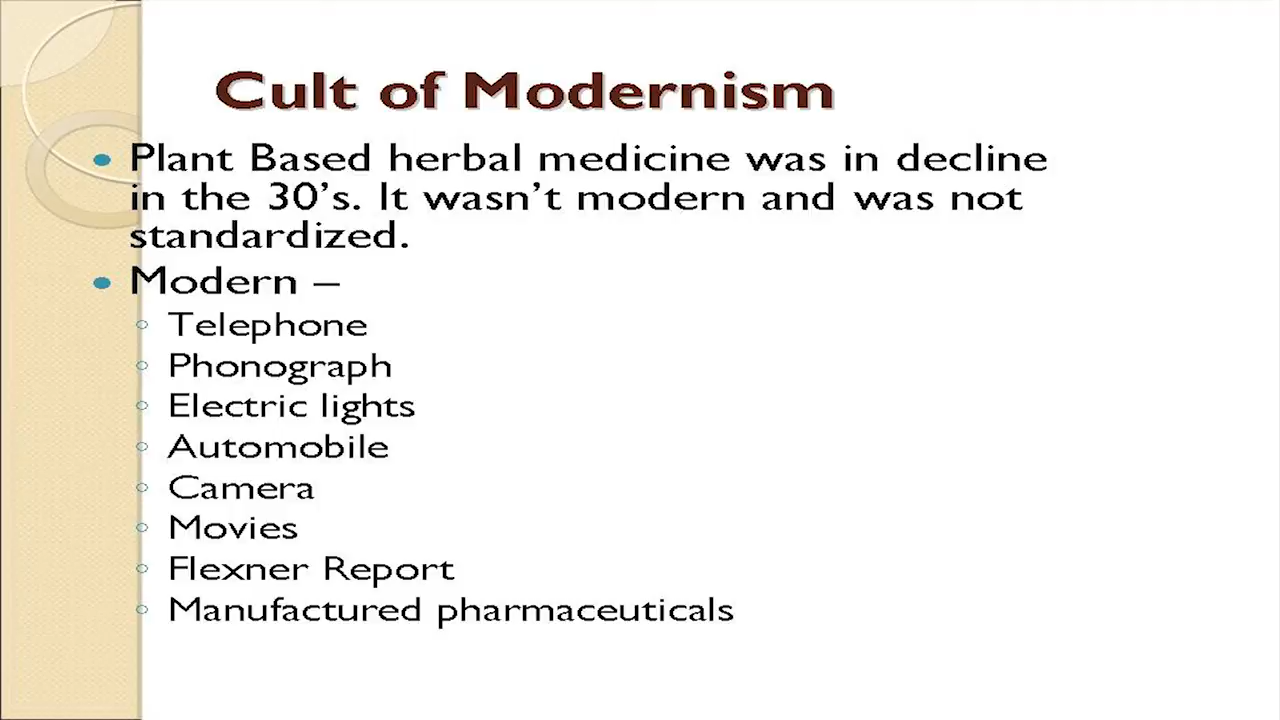 Cult of Modernism
• Plant Based herbal medicine was in decline
in the 30’s. It wasn’t modern and was not
standardized.
• Modern –
◦ Telephone
◦ Phonograph
◦ Electric lights
◦ Automobile
◦ Camera
◦ Movies
◦ Flexner Report
◦ Manufactured pharmaceuticals